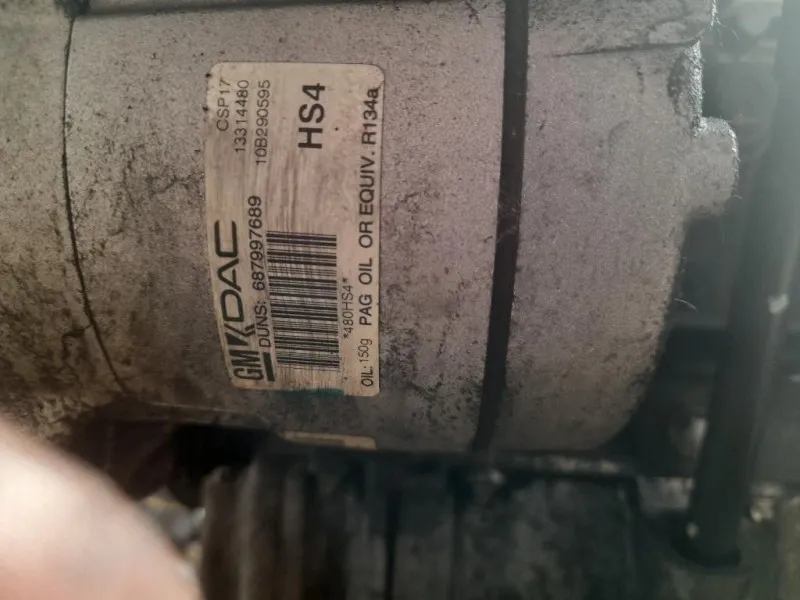 GM DAC
DUNS: 687997689
*480HS4*
OIL: 150g PAG OIL OR EQUIV. R134a
CSP17
13314480
10B290595
HS4